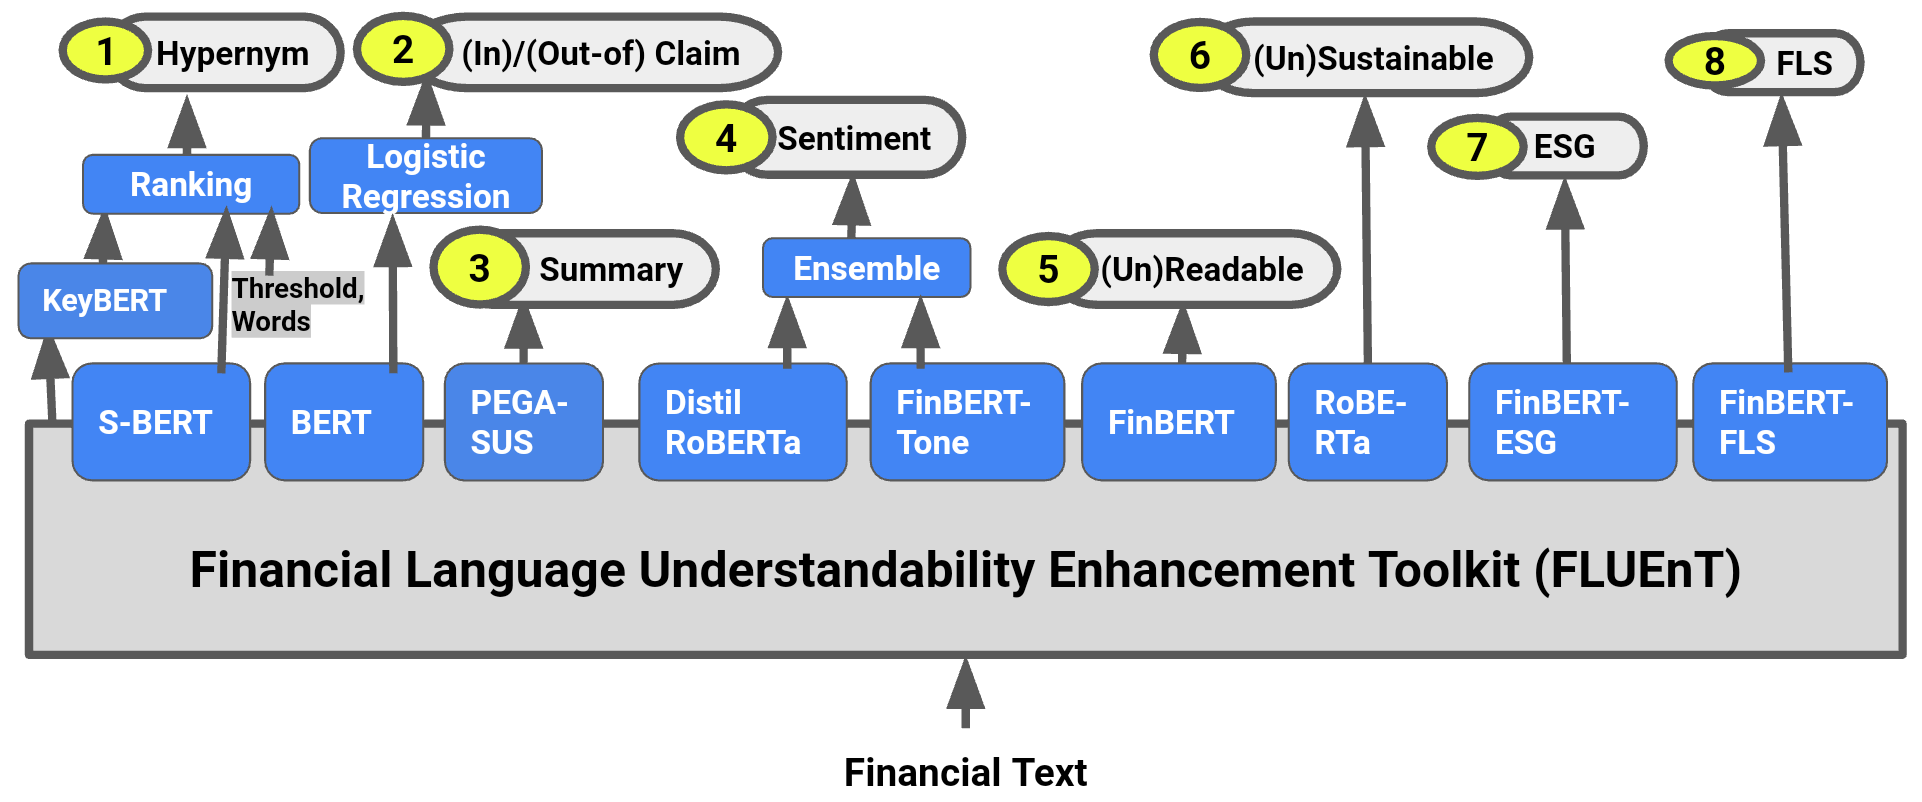 1 Hypernym
2 (In)/(Out-of) Claim
6 (Un)Sustainable
8 FLS
4 Sentiment
7 ESG
Logistic
Regression
Ranking
3 Summary
Ensemble
5 (Un)Readable
KeyBERT
Threshold,
Words
S-BERT
BERT
PEGA-
SUS
Distil
RoBERTa
FinBERT-
Tone
FinBERT
RoBE-
RTa
FinBERT-
ESG
FinBERT-
FLS
Financial Language Understandability Enhancement Toolkit (FLUEnT)
Financial Text